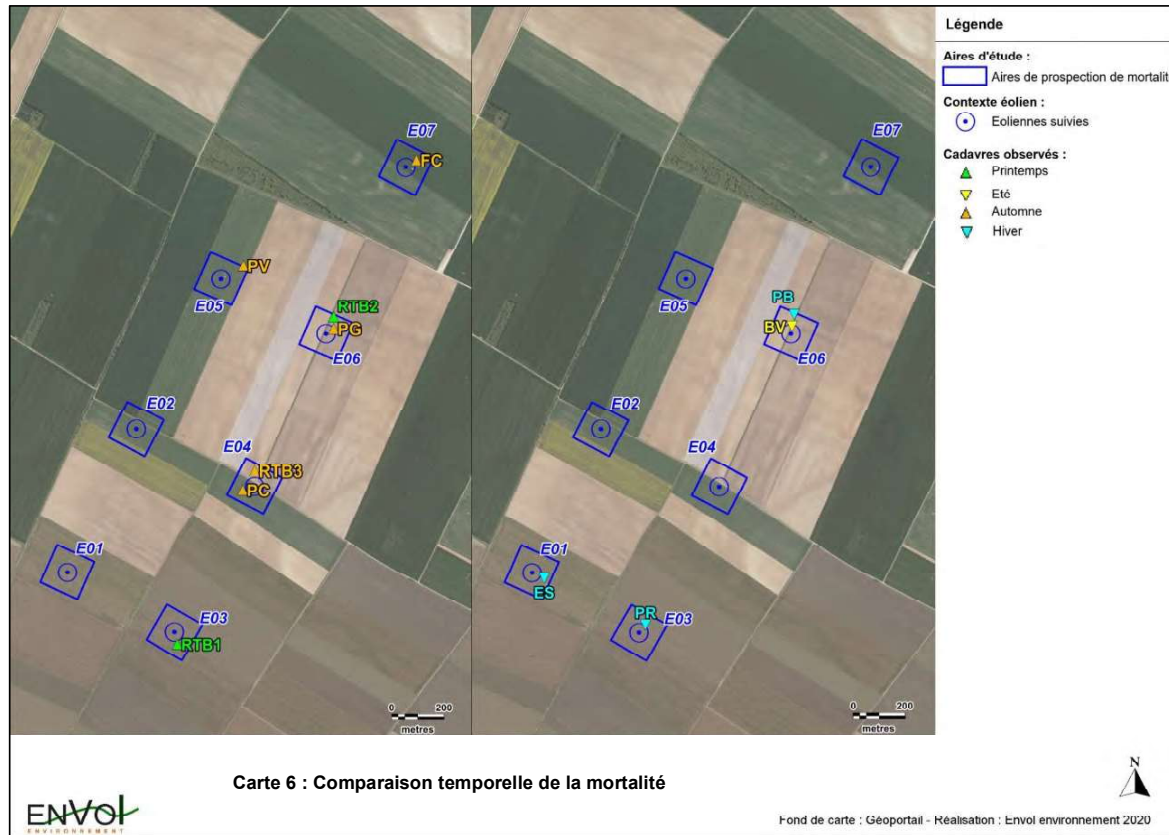 E07
FC
PV
E05
RTB2
PG
E06
E02
E04
RTB3
PC
E01
E03
RTB1
0 200
metres
E07
E05
PB
BV
E06
E02
E04
E01
ES
PR
E03
0 200
metres
Légende
Aires d'étude :
Aires de prospection de mortalité
Contexte éolien :
Eoliennes suivies
Cadavres observés :
Printemps
Eté
Automne
Hiver
Carte 6 : Comparaison temporelle de la mortalité
N
ENVOL
ENVIRONNEMENT
Fond de carte : Géoportail - Réalisation : Envol environnement 2020